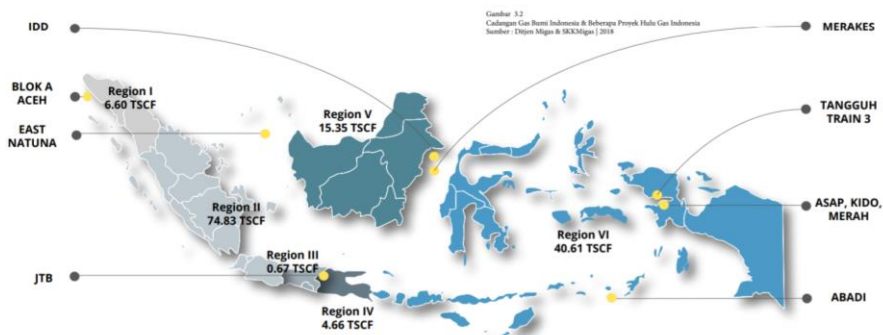 Gambar 3.2
Cadangan Gas Bumi Indonesia & Beberapa Proyek Hulu Gas Indonesia
Sumber : Ditjen Migas & SKKMigas | 2018
IDD
MERAKES
BLOK A
ACEH
Region I
6.60 TSCF
EAST
NATUNA
Region V
15.35 TSCF
TANGGUH
TRAIN 3
Region II
74.83 TSCF
ASAP, KIDO,
MERAH
Region VI
40.61 TSCF
Region III
0.67 TSCF
JTB
Region IV
4.66 TSCF
ABADI